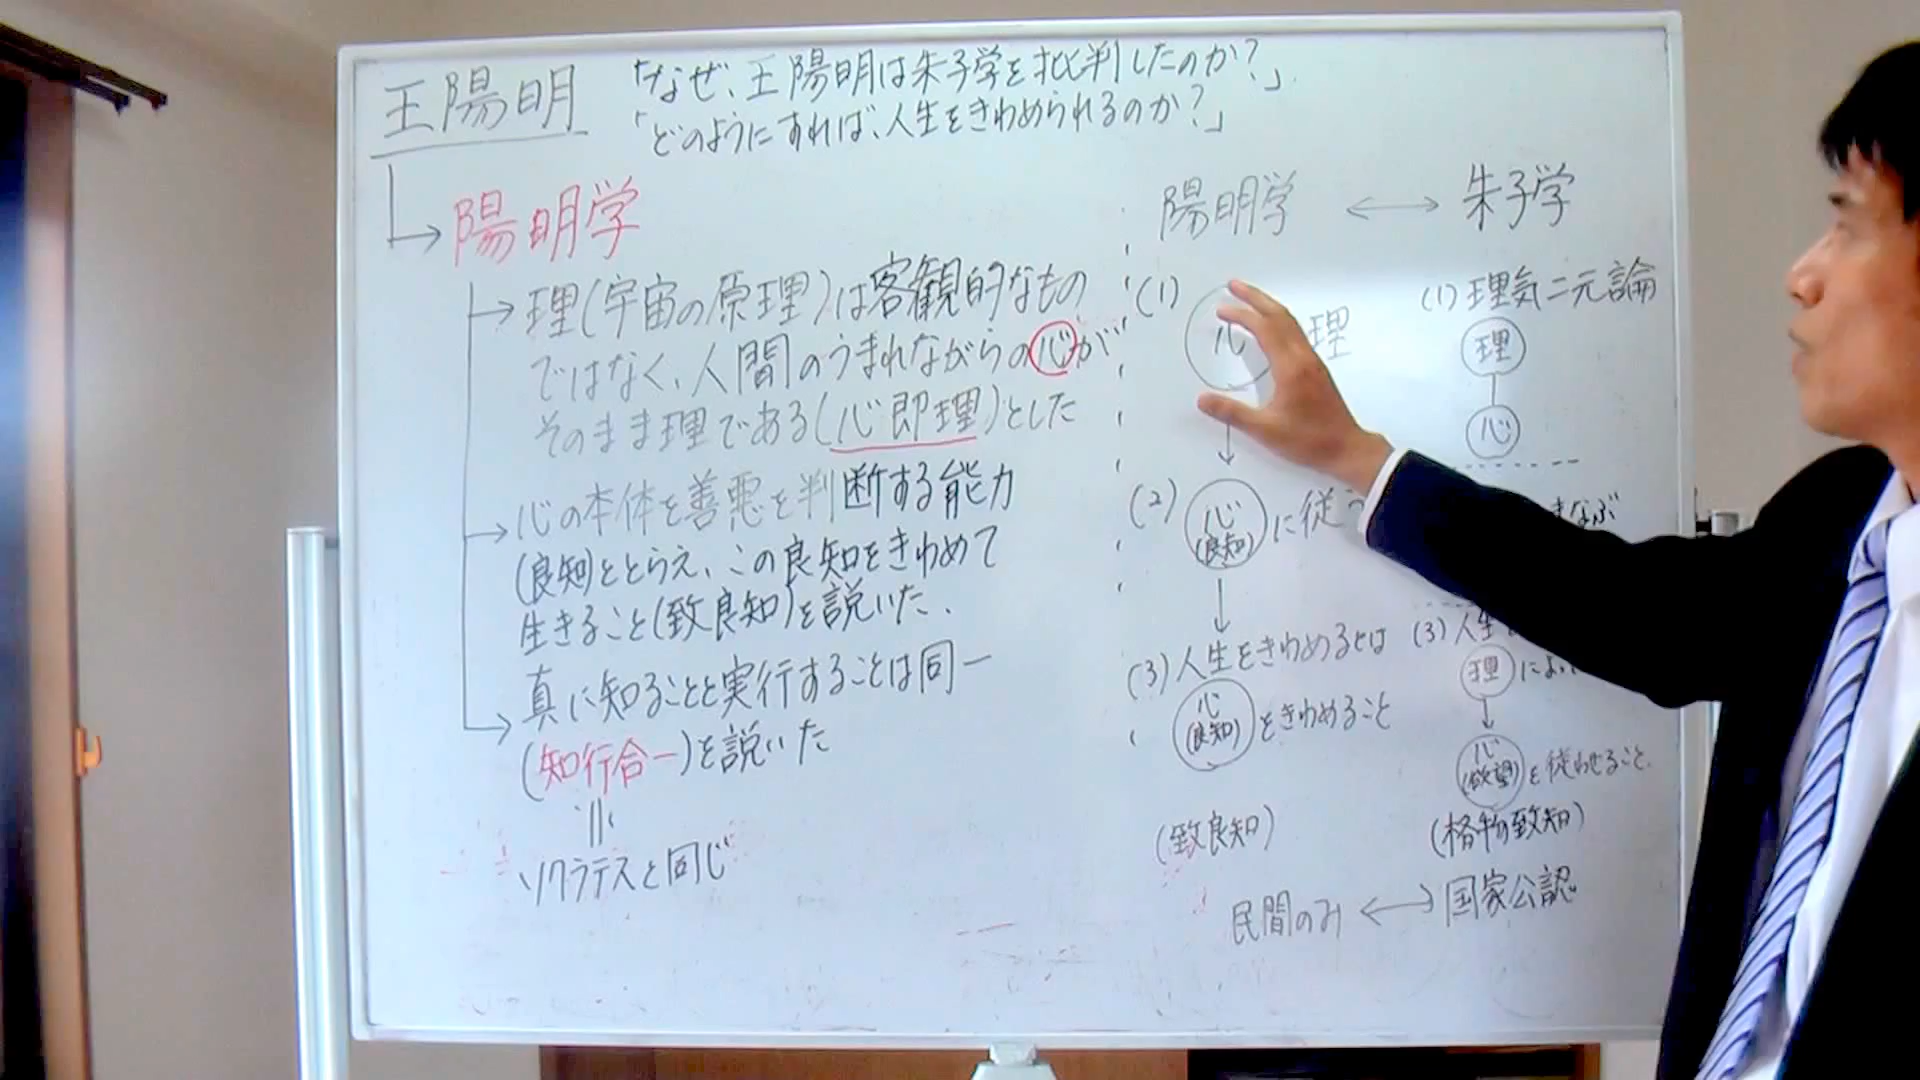 王陽明
「なぜ、王陽明は朱子学を批判したのか？」
「どのようにすれば、人生をきわめられるのか？」
陽明学
理(宇宙の原理)は客観的なもの
ではなく、人間のうまれながらの心が
そのまま理である(心即理)とした
心の本体を善悪を判断する能力
(良知)ととらえ、この良知をきわめて
生きること(致良知)を説いた.
真に知ることと実行することは同一
(知行合一)を説いた
ソクラテスと同じ
陽明学 ↔ 朱子学
(1)
心
理
(2)
心
(良知)
に従う
(3)人生をきわめるとは
心
(良知)
をきわめること
(致良知)
民間のみ ↔ 国家公認
(1)理気二元論
理
心
まなぶ
(3)人生
理
によ
心
(欲望)
を従わせること.
(格物致知)